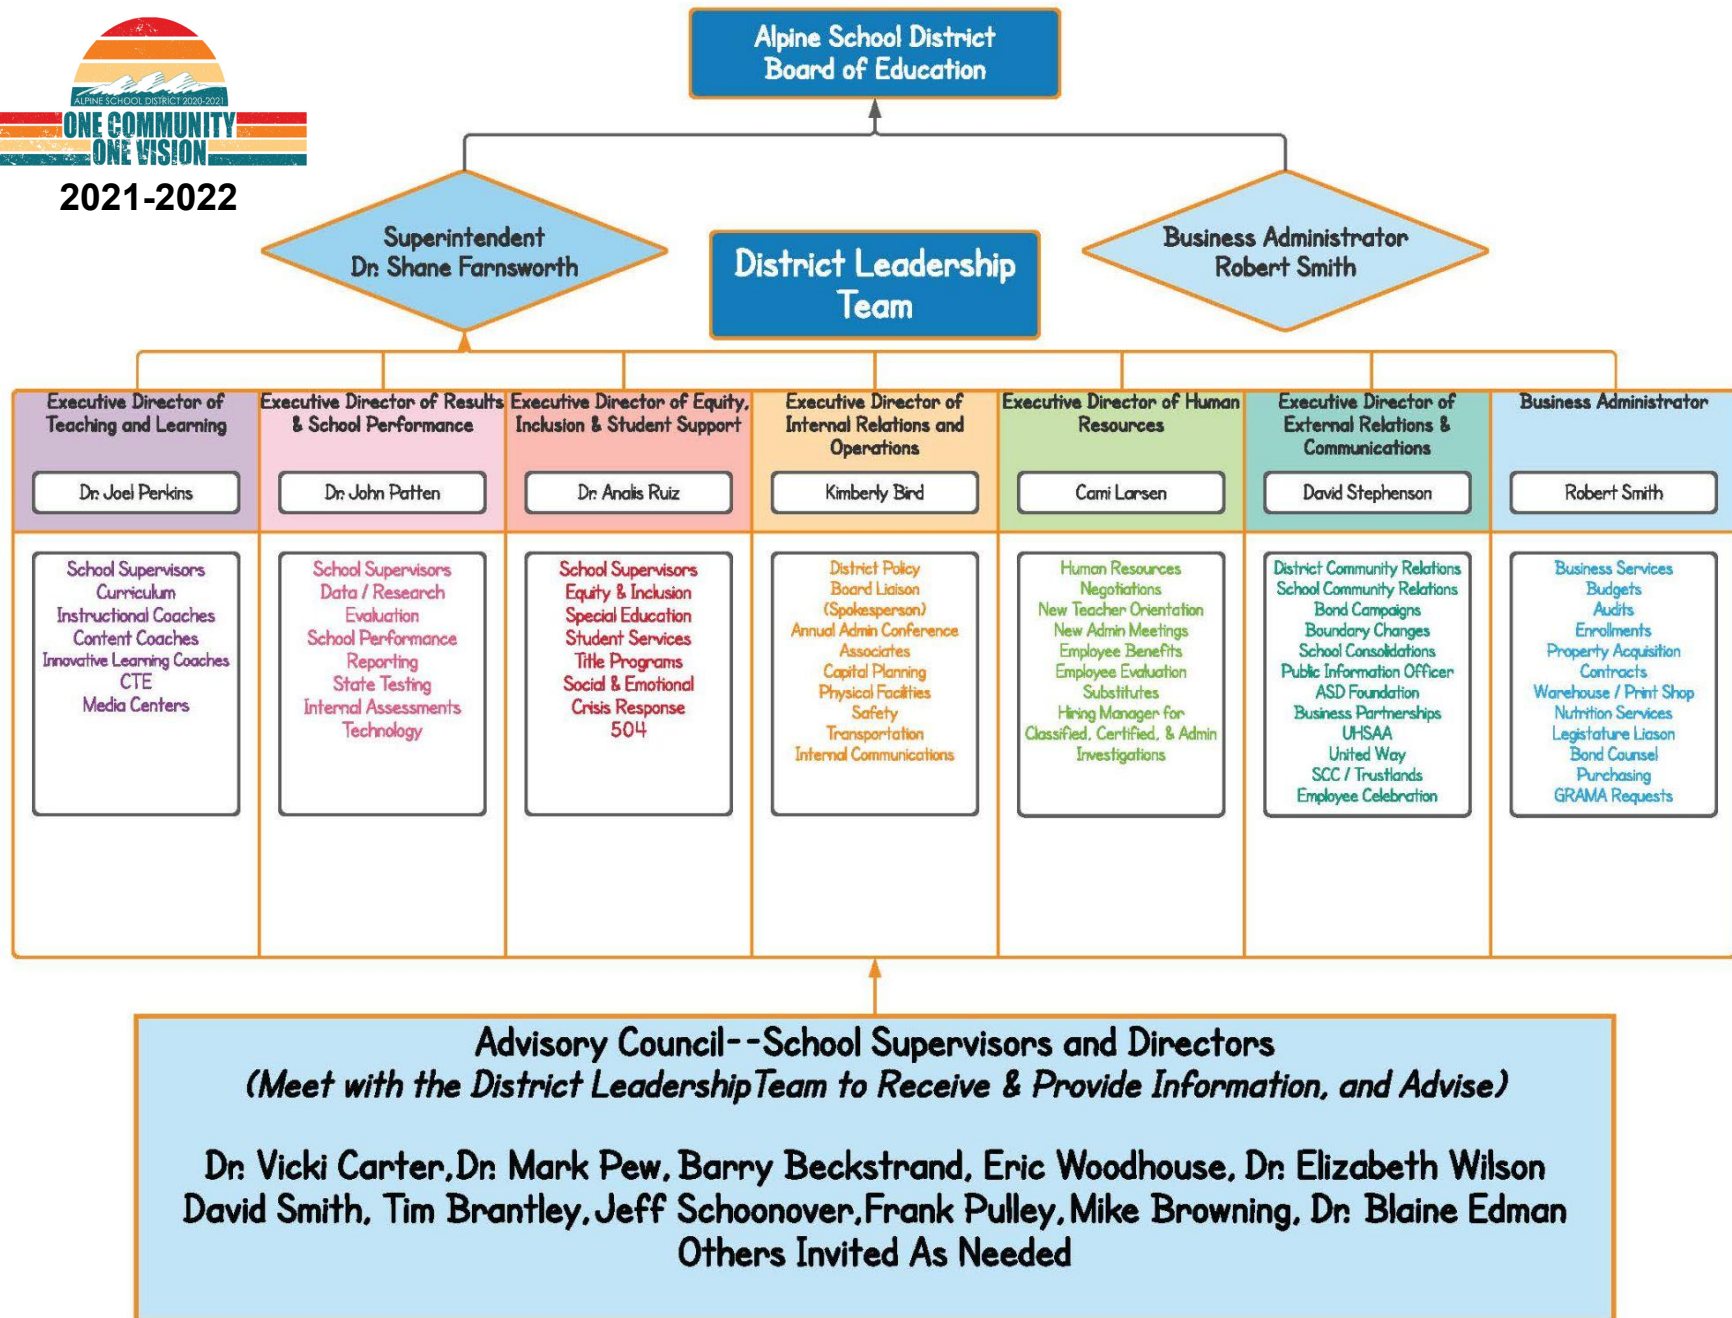 Alpine School District
Board of Education
ALPINE SCHOOL DISTRICT 2020-2021
ONE COMMUNITY
ONE VISION
2021-2022
Superintendent
Dr. Shane Farnsworth
District Leadership
Team
Business Administrator
Robert Smith
Executive Director of
Teaching and Learning
Dr. Joel Perkins
School Supervisors
Curriculum
Instructional Coaches
Content Coaches
Innovative Learning Coaches
CTE
Media Centers
Executive Director of Results
& School Performance
Dr. John Patten
School Supervisors
Data / Research
Evaluation
School Performance
Reporting
State Testing
Internal Assessments
Technology
Executive Director of Equity,
Inclusion & Student Support
Dr. Analis Ruiz
School Supervisors
Equity & Inclusion
Special Education
Student Services
Title Programs
Social & Emotional
Crisis Response
504
Executive Director of
Internal Relations and
Operations
Kimberly Bird
District Policy
Board Liaison
(Spokesperson)
Annual Admin Conference
Associates
Capital Planning
Physical Facilities
Safety
Transportation
Internal Communications
Executive Director of Human
Resources
Cami Larsen
Human Resources
Negotiations
New Teacher Orientation
New Admin Meetings
Employee Benefits
Employee Evaluation
Substitutes
Hiring Manager for
Classified, Certified, & Admin
Investigations
Executive Director of
External Relations &
Communications
David Stephenson
District Community Relations
School Community Relations
Bond Campaigns
Boundary Changes
School Consolidations
Public Information Officer
ASD Foundation
Business Partnerships
UHSAA
United Way
SCC / Trustlands
Employee Celebration
Business Administrator
Robert Smith
Business Services
Budgets
Audits
Enrollments
Property Acquisition
Contracts
Warehouse / Print Shop
Nutrition Services
Legistature Liason
Bond Counsel
Purchasing
GRAMA Requests
Advisory Council--School Supervisors and Directors
(Meet with the District Leadership Team to Receive & Provide Information, and Advise)
Dr. Vicki Carter, Dr. Mark Pew, Barry Beckstrand, Eric Woodhouse, Dr. Elizabeth Wilson
David Smith, Tim Brantley, Jeff Schoonover, Frank Pulley, Mike Browning, Dr. Blaine Edman
Others Invited As Needed